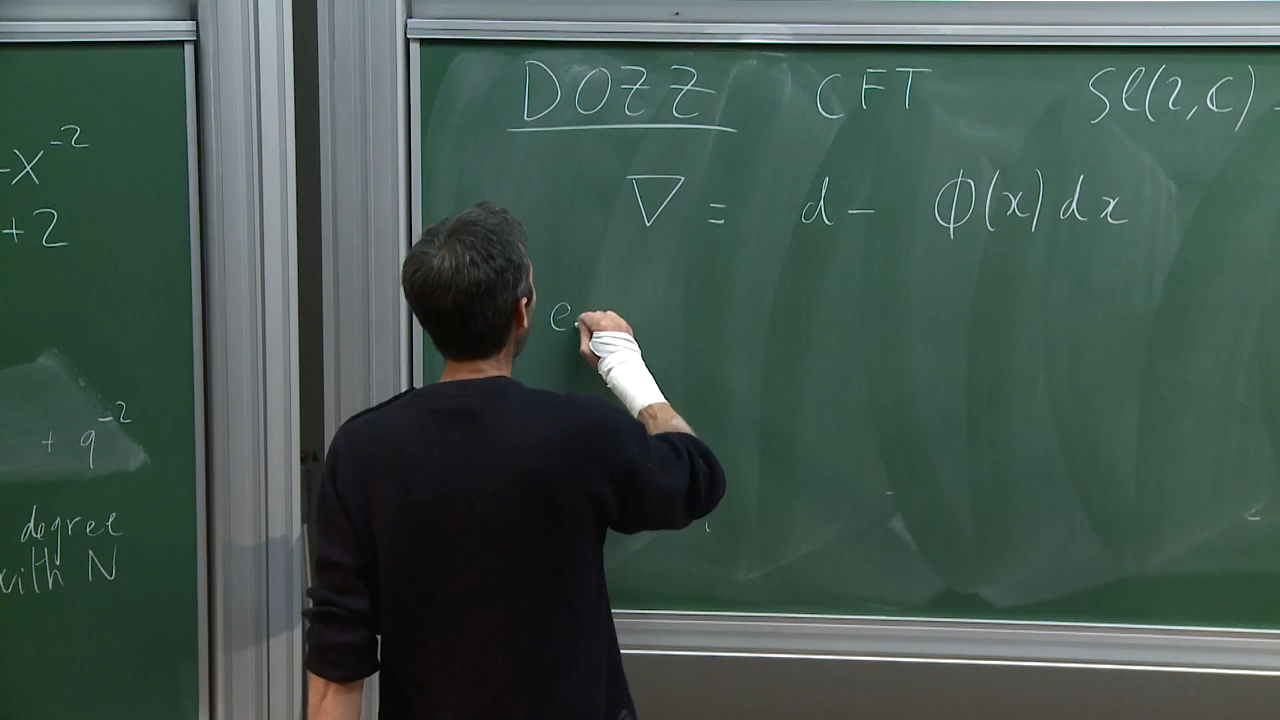 -x^{-2}
+2
+ q^{-2}
degree
with N
DOZZ CFT Sl(2,C) -
∇ = d - ϕ(x) dx
e